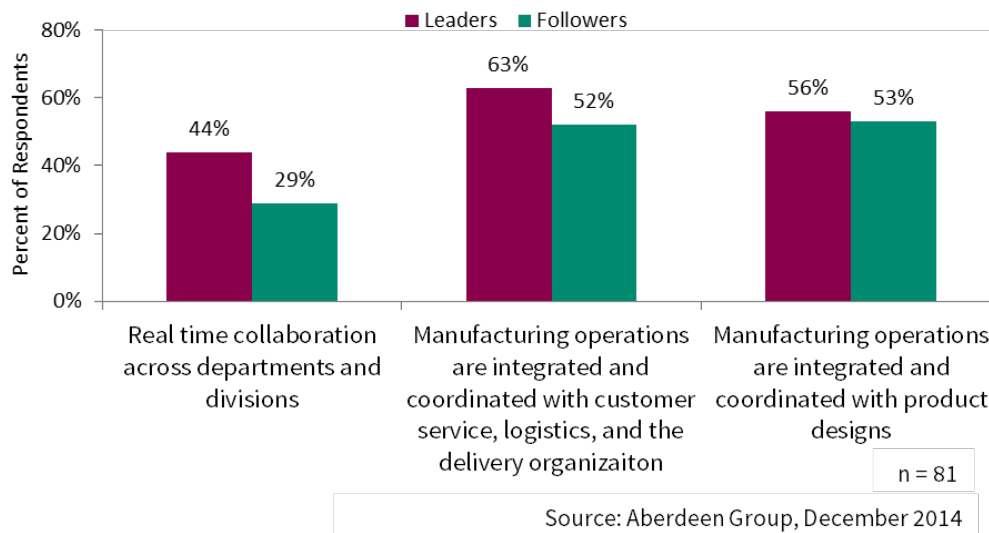 Leaders Followers
80%
60%
40%
20%
0%
Percent of Respondents
44%
29%
63%
52%
56%
53%
Real time collaboration
across departments and
divisions
Manufacturing operations
are integrated and
coordinated with customer
service, logistics, and the
delivery organizaiton
Manufacturing operations
are integrated and
coordinated with product
designs
n = 81
Source: Aberdeen Group, December 2014